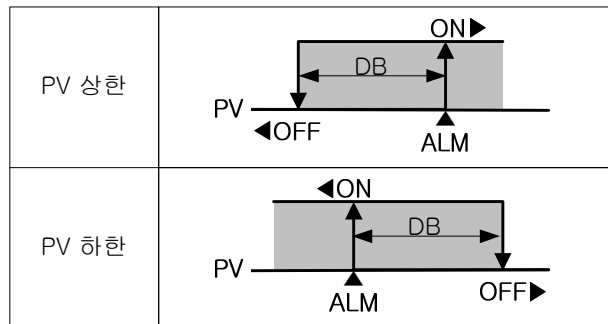 PV 상한
ON▶
DB
PV
◀OFF
ALM
PV 하한
◀ON
DB
PV
ALM
OFF▶